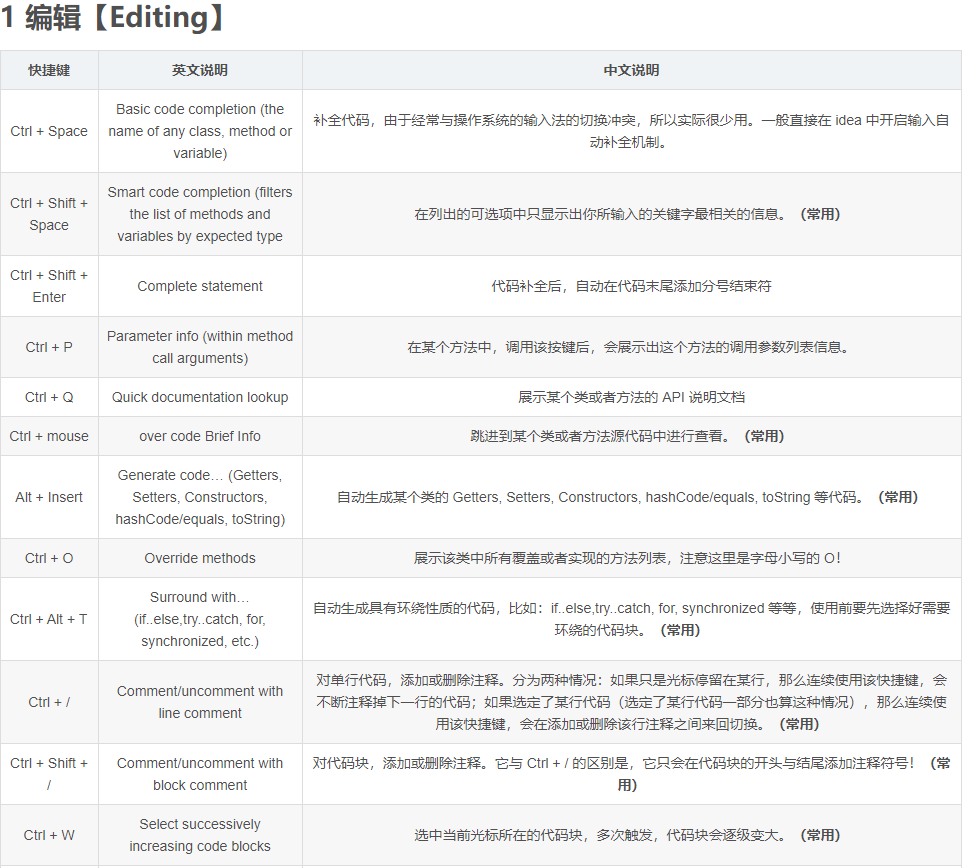 1 编辑【Editing】
快捷键 英文说明 中文说明
Ctrl + Space
Basic code completion (the
name of any class, method or
variable)
补全代码，由于经常与操作系统的输入法的切换冲突，所以实际很少用。一般直接在 idea 中开启输入自
动补全机制。
Ctrl + Shift +
Space
Smart code completion (filters
the list of methods and
variables by expected type
在列出的可选项中只显示出你所输入的关键字最相关的信息。（常用）
Ctrl + Shift +
Enter
Complete statement
代码补全后，自动在代码末尾添加分号结束符
Ctrl + P
Parameter info (within method
call arguments)
在某个方法中，调用该按键后，会展示出这个方法的调用参数列表信息。
Ctrl + Q
Quick documentation lookup
展示某个类或者方法的 API 说明文档
Ctrl + mouse
over code Brief Info
跳进到某个类或者方法源代码中进行查看。（常用）
Alt + Insert
Generate code… (Getters,
Setters, Constructors,
hashCode/equals, toString)
自动生成某个类的 Getters, Setters, Constructors, hashCode/equals, toString 等代码。（常用）
Ctrl + O
Override methods
展示该类中所有覆盖或者实现的方法列表，注意这里是字母小写的 O！
Ctrl + Alt + T
Surround with…
(if..else,try..catch, for,
synchronized, etc.)
自动生成具有环绕性质的代码，比如：if..else,try..catch, for, synchronized 等等，使用前要先选择好需要
环绕的代码块。（常用）
Ctrl + /
Comment/uncomment with
line comment
对单行代码，添加或删除注释。分为两种情况：如果只是光标停留在某行，那么连续使用该快捷键，会
不断注释掉下一行的代码；如果选定了某行代码（选定了某行代码一部分也算这种情况），那么连续使
用该快捷键，会在添加或删除该行注释之间来回切换。（常用）
Ctrl + Shift +
/
Comment/uncomment with
block comment
对代码块，添加或删除注释。它与 Ctrl + / 的区别是，它只会在代码块的开头与结尾添加注释符号！（常
用）
Ctrl + W
Select successively
increasing code blocks
选中当前光标所在的代码块，多次触发，代码块会逐级变大。（常用）